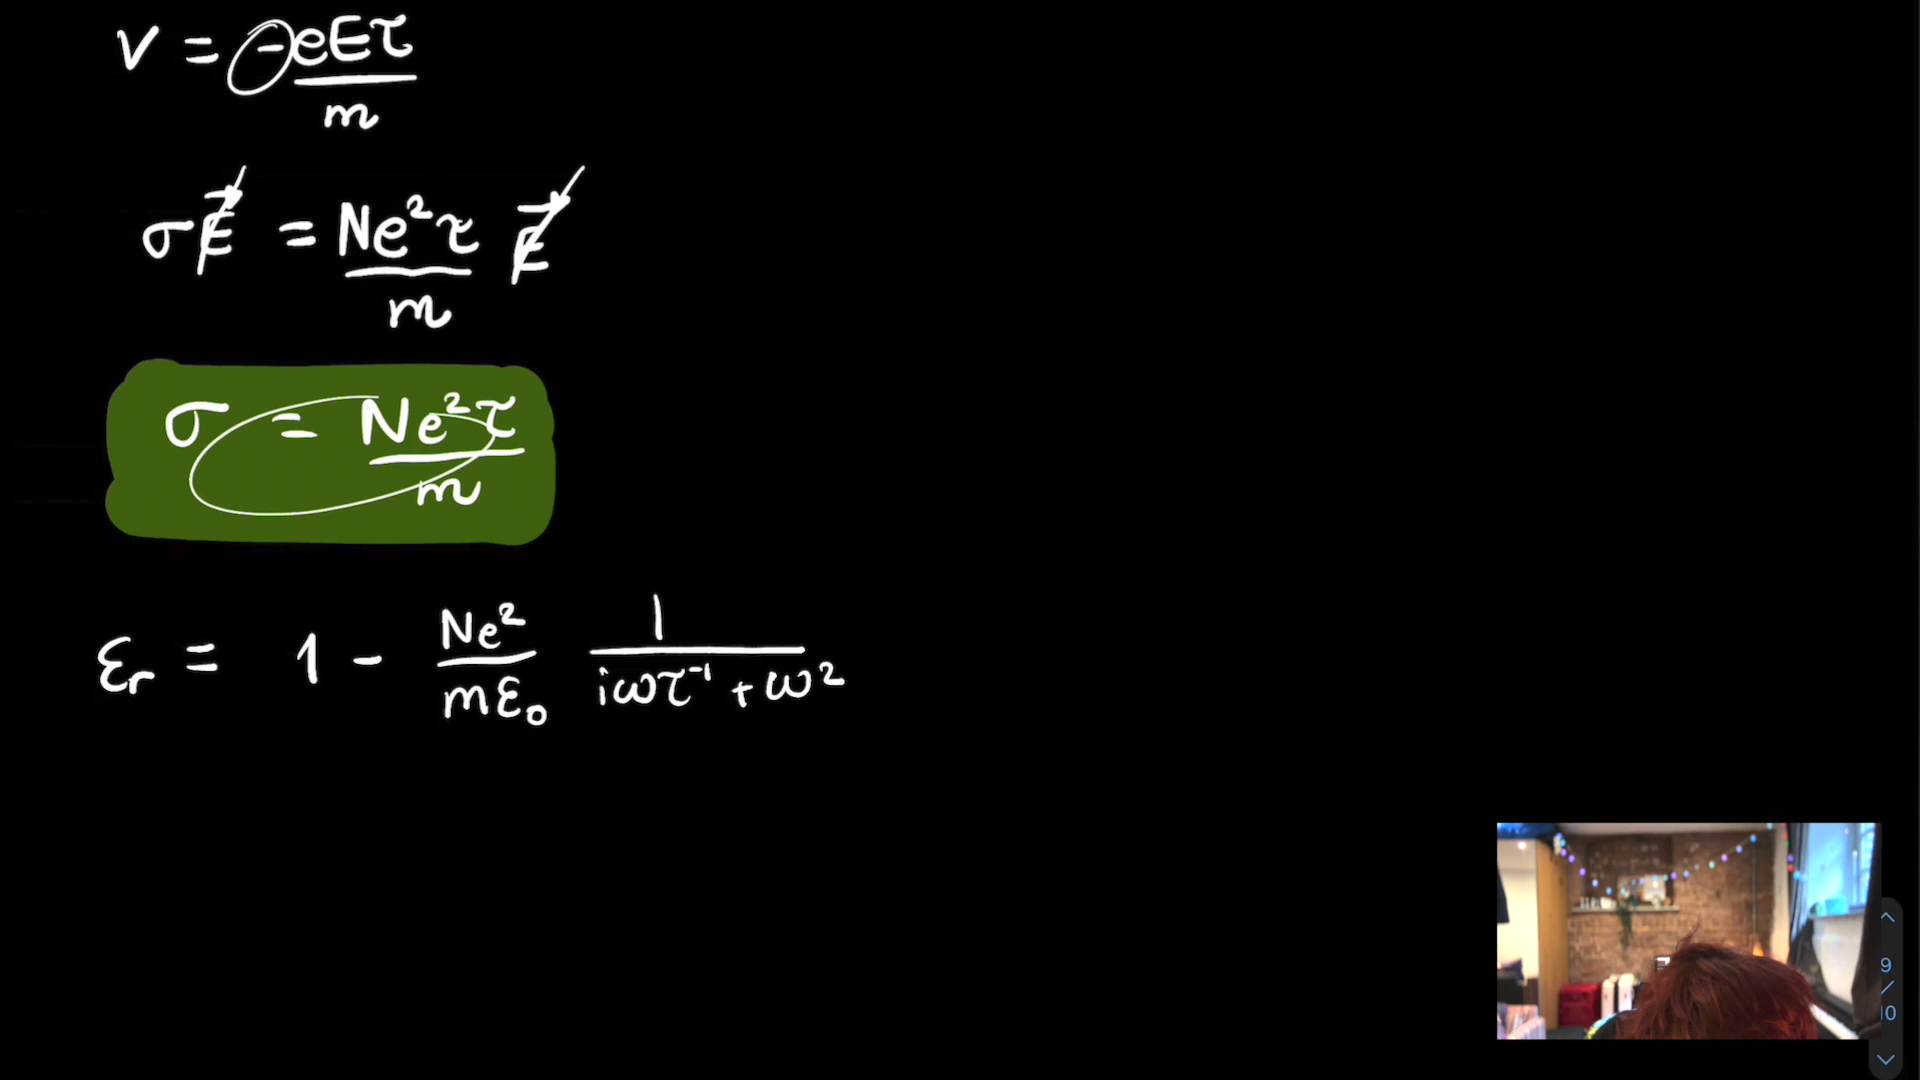 v = -eEτ/m
σE⃗ = Ne²τ/m E⃗
σ = Ne²τ/m
εr = 1 - Ne²/mε₀ 1/iωτ⁻¹ + ω²
9
/
10